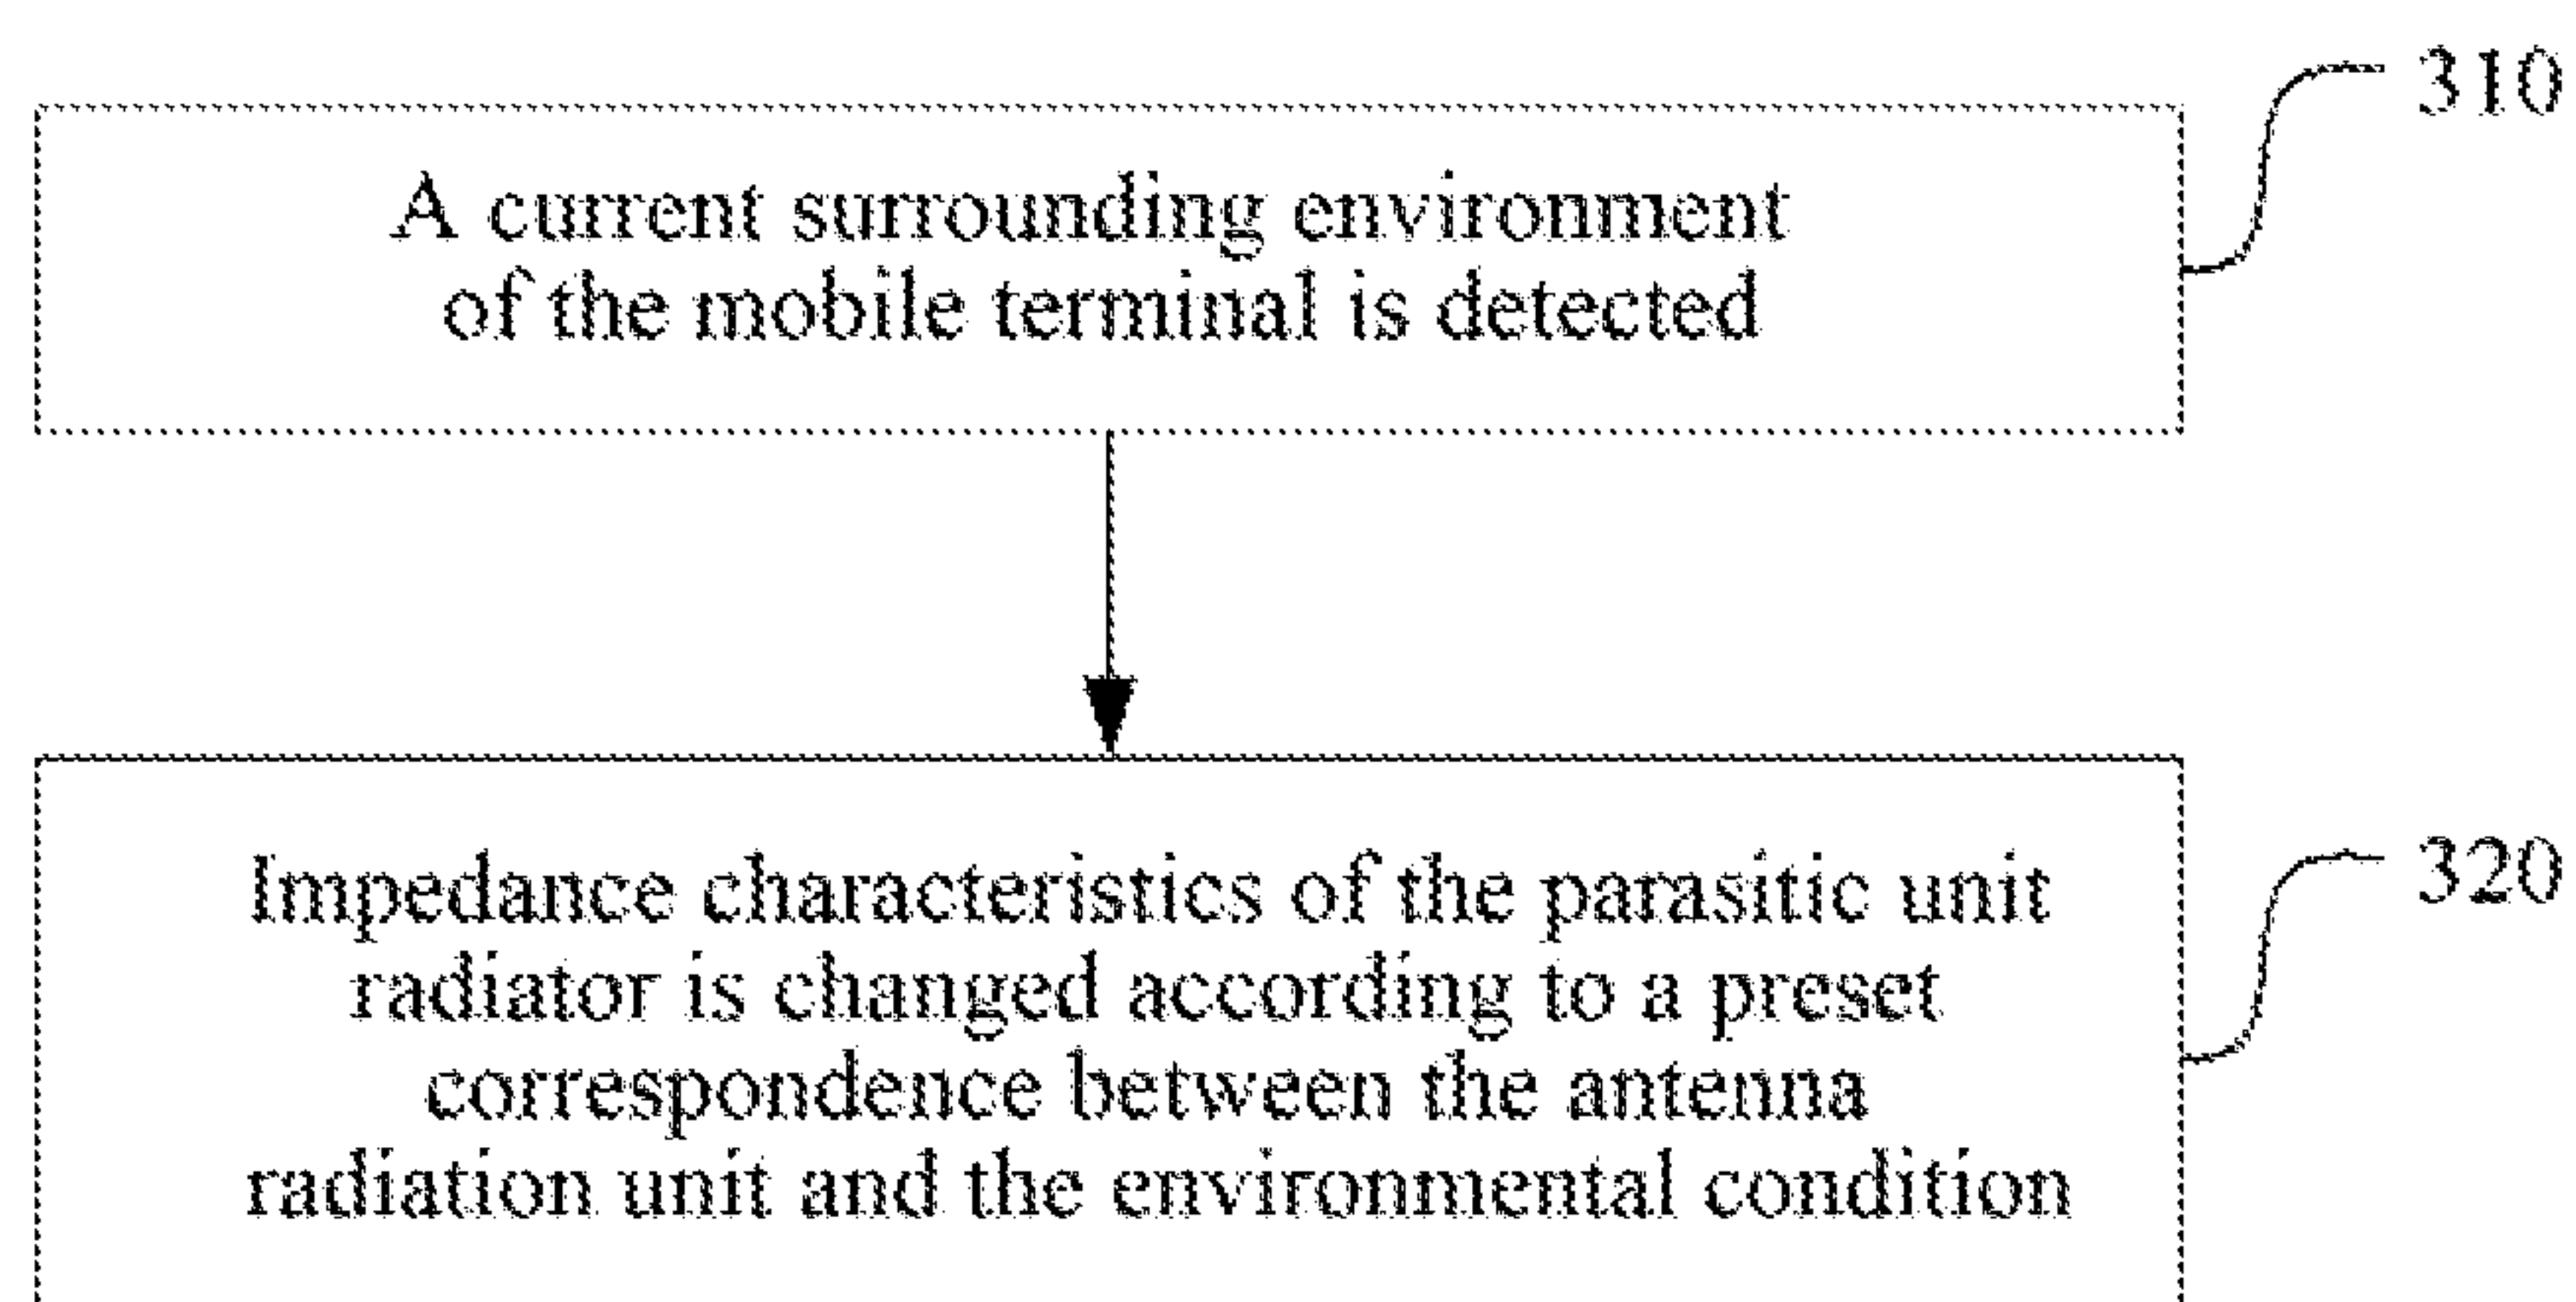 310
A current surrounding environment
of the mobile terminal is detected
320
Impedance characteristics of the parasitic unit
radiator is changed according to a preset
correspondence between the antenna
radiation unit and the environmental condition